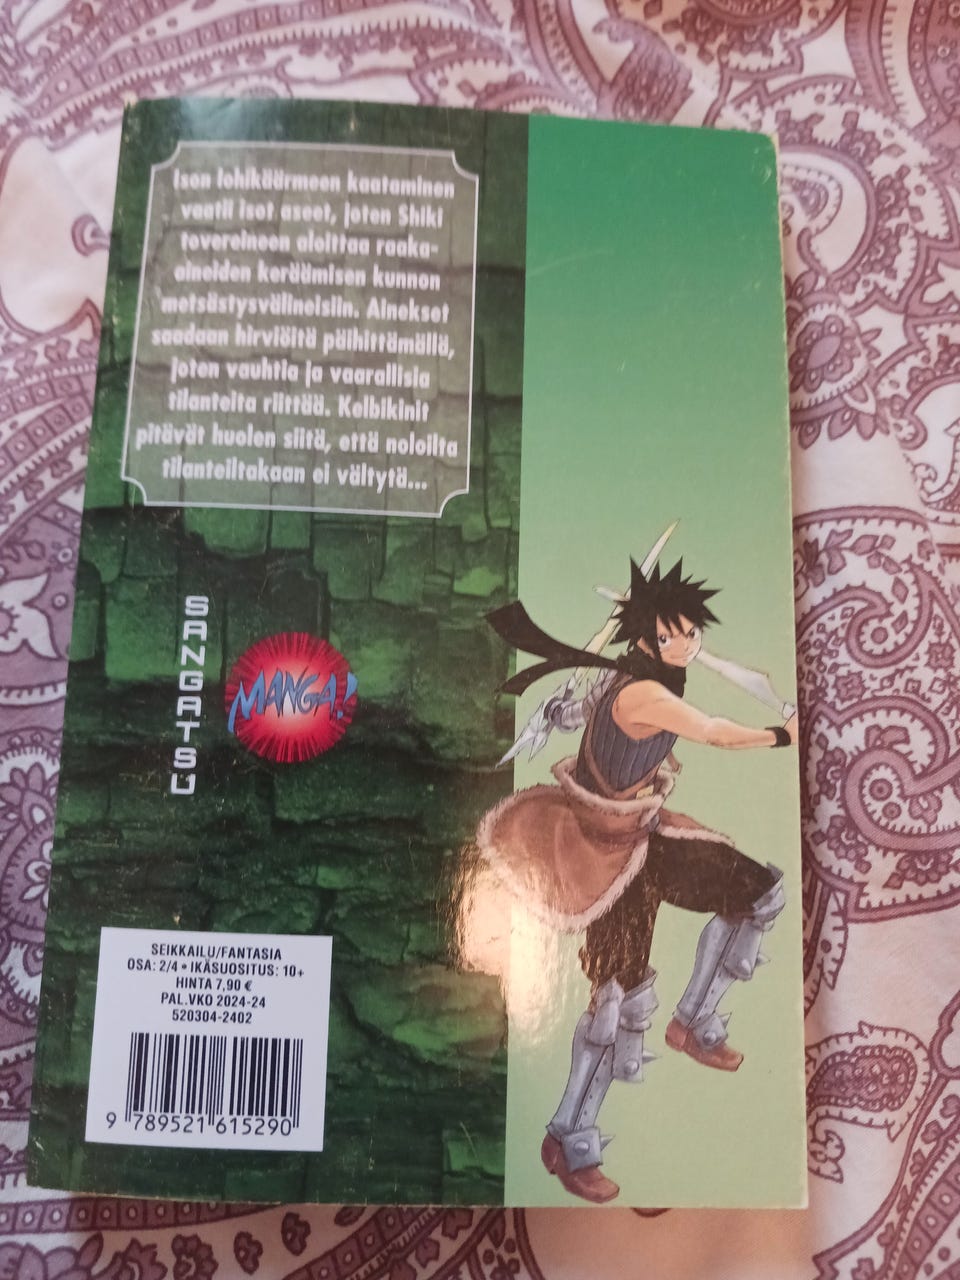 Ison lohikäärmeen kaataminen
vaatii isot aseet, joten Shiki
tovereineen aloittaa raaka-
aineiden keräämisen kunnon
metsästysvälineisiin. Ainekset
saadaan hirviöitä päihittämällä,
joten vauhtia ja vaarallisia
tilanteita riittää. Kelbikinit
pitävät huolen siitä, että noloilta
tilanteiltakaan ei vältytä...
SANGATSU
MANGA!
SEIKKAILU/FANTASIA
OSA: 2/4 • IKÄSUOSITUS: 10+
HINTA 7,90 €
PAL.VKO 2024-24
520304-2402
9 789521 615290